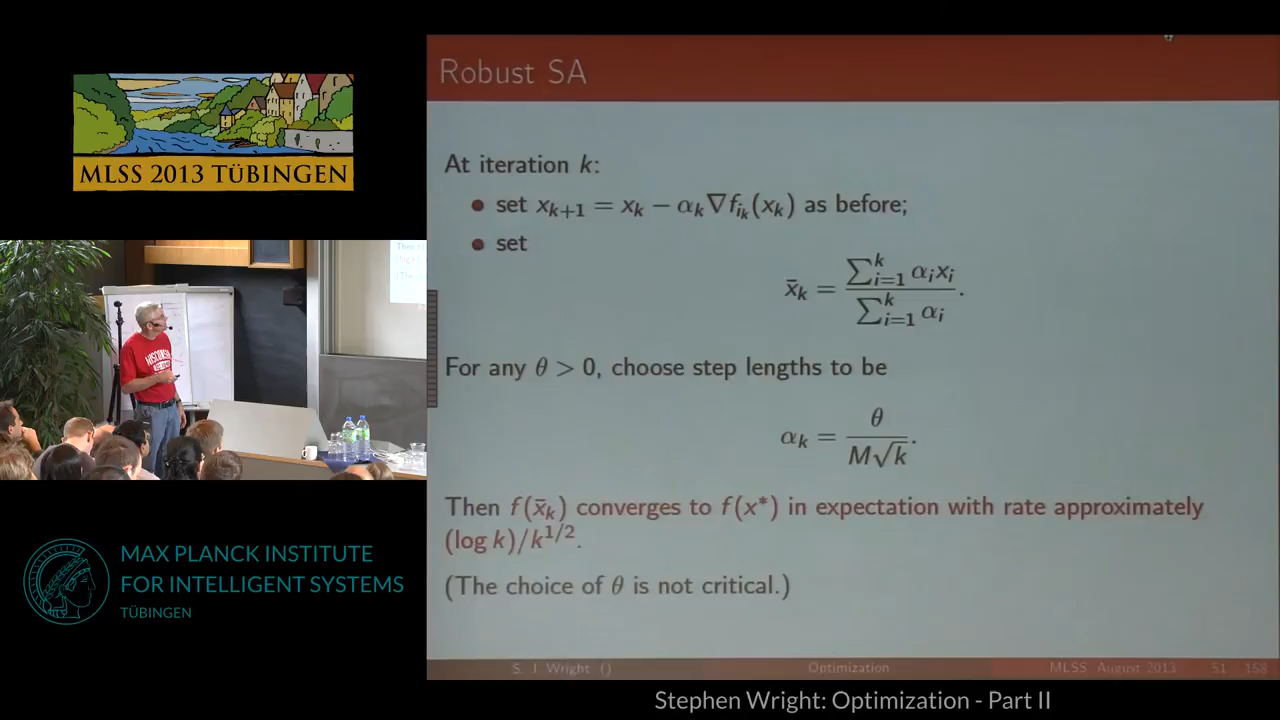 MLSS 2013 TÜBINGEN
MAX PLANCK INSTITUTE
FOR INTELLIGENT SYSTEMS
TÜBINGEN
Robust SA
At iteration k:
• set x_{k+1} = x_k − α_k∇f_{i_k}(x_k) as before;
• set
x̄_k = \frac{∑_{i=1}^{k} α_i x_i}{∑_{i=1}^{k} α_i}.
For any θ > 0, choose step lengths to be
α_k = \frac{θ}{M√k}.
Then f(x̄_k) converges to f(x*) in expectation with rate approximately
(log k)/k^{1/2}.
(The choice of θ is not critical.)
S. J. Wright () Optimization MLSS, August 2013 51 / 158
Stephen Wright: Optimization - Part II